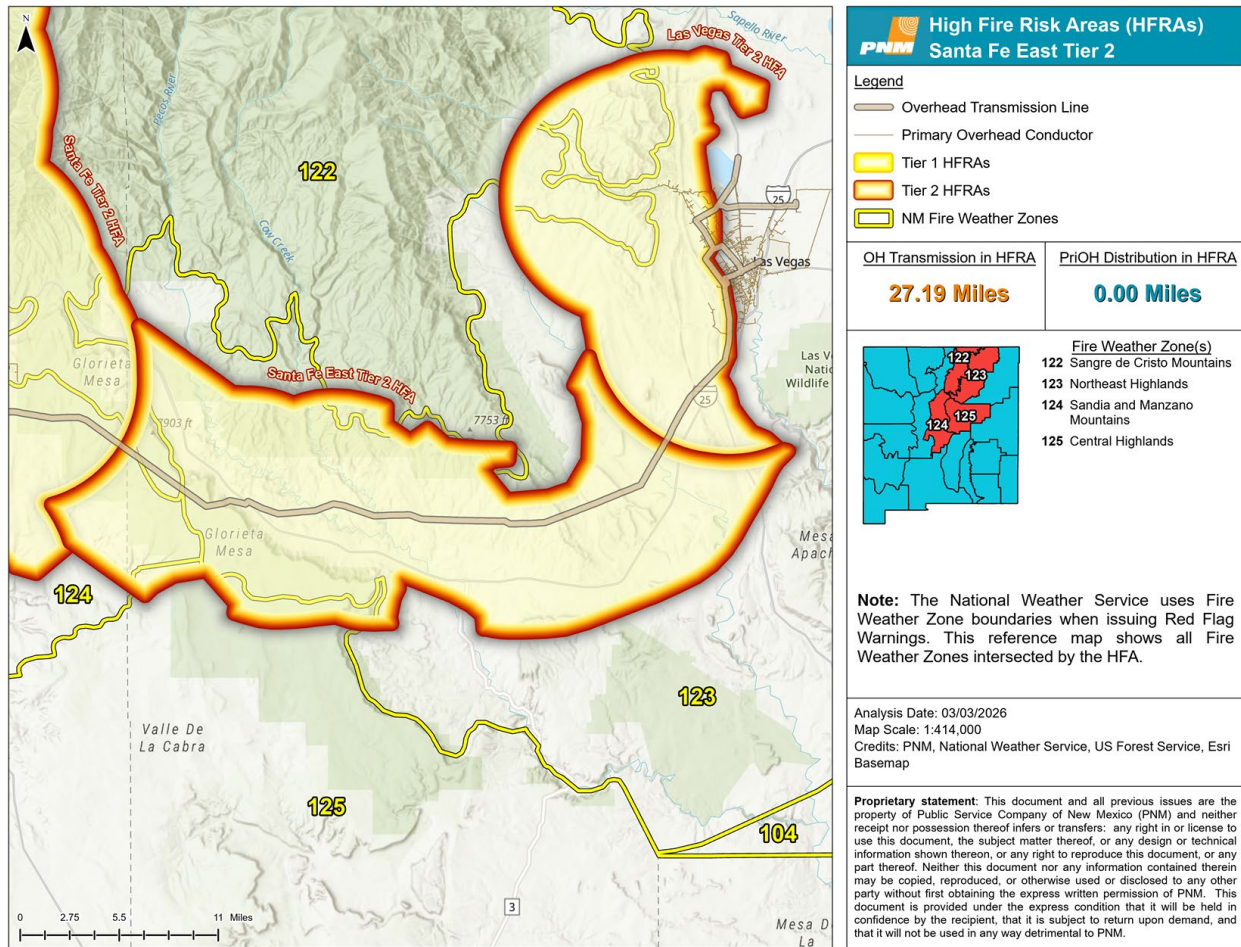 N
Sapello River
Las Vegas Tier 2 HFA
Pecos River
Santa Fe Tier 2 HFA
122
25
Cow Creek
Las Vegas
Glorieta
Mesa
Santa Fe East Tier 2 HFA
Las V
Natio
Wildlife
25
7903 ft
7753 ft
Glorieta
Mesa
Mesa
Apach
124
123
Valle De
La Cabra
125
104
3
Mesa D
La
0 2.75 5.5 11 Miles
PNM
High Fire Risk Areas (HFRAs)
Santa Fe East Tier 2
Legend
Overhead Transmission Line
Primary Overhead Conductor
Tier 1 HFRAs
Tier 2 HFRAs
NM Fire Weather Zones
OH Transmission in HFRA
27.19 Miles
PriOH Distribution in HFRA
0.00 Miles
122
123
125
124
Fire Weather Zone(s)
122 Sangre de Cristo Mountains
123 Northeast Highlands
124 Sandia and Manzano
Mountains
125 Central Highlands
Note: The National Weather Service uses Fire
Weather Zone boundaries when issuing Red Flag
Warnings. This reference map shows all Fire
Weather Zones intersected by the HFA.
Analysis Date: 03/03/2026
Map Scale: 1:414,000
Credits: PNM, National Weather Service, US Forest Service, Esri
Basemap
Proprietary statement: This document and all previous issues are the
property of Public Service Company of New Mexico (PNM) and neither
receipt nor possession thereof infers or transfers: any right in or license to
use this document, the subject matter thereof, or any design or technical
information shown thereon, or any right to reproduce this document, or any
part thereof. Neither this document nor any information contained therein
may be copied, reproduced, or otherwise used or disclosed to any other
party without first obtaining the express written permission of PNM. This
document is provided under the express condition that it will be held in
confidence by the recipient, that it is subject to return upon demand, and
that it will not be used in any way detrimental to PNM.